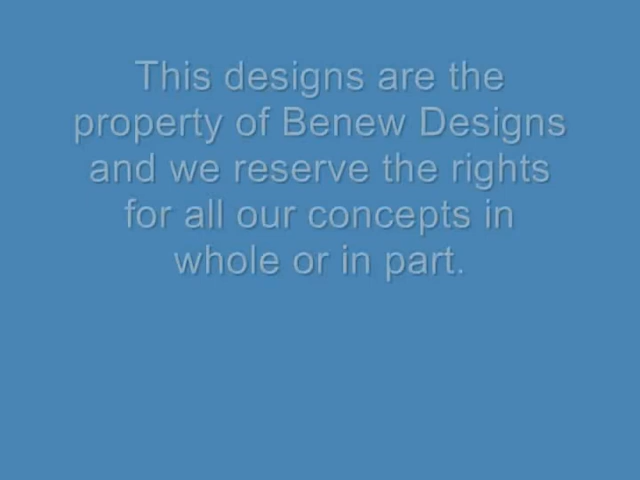 This designs are the
property of Benew Designs
and we reserve the rights
for all our concepts in
whole or in part.